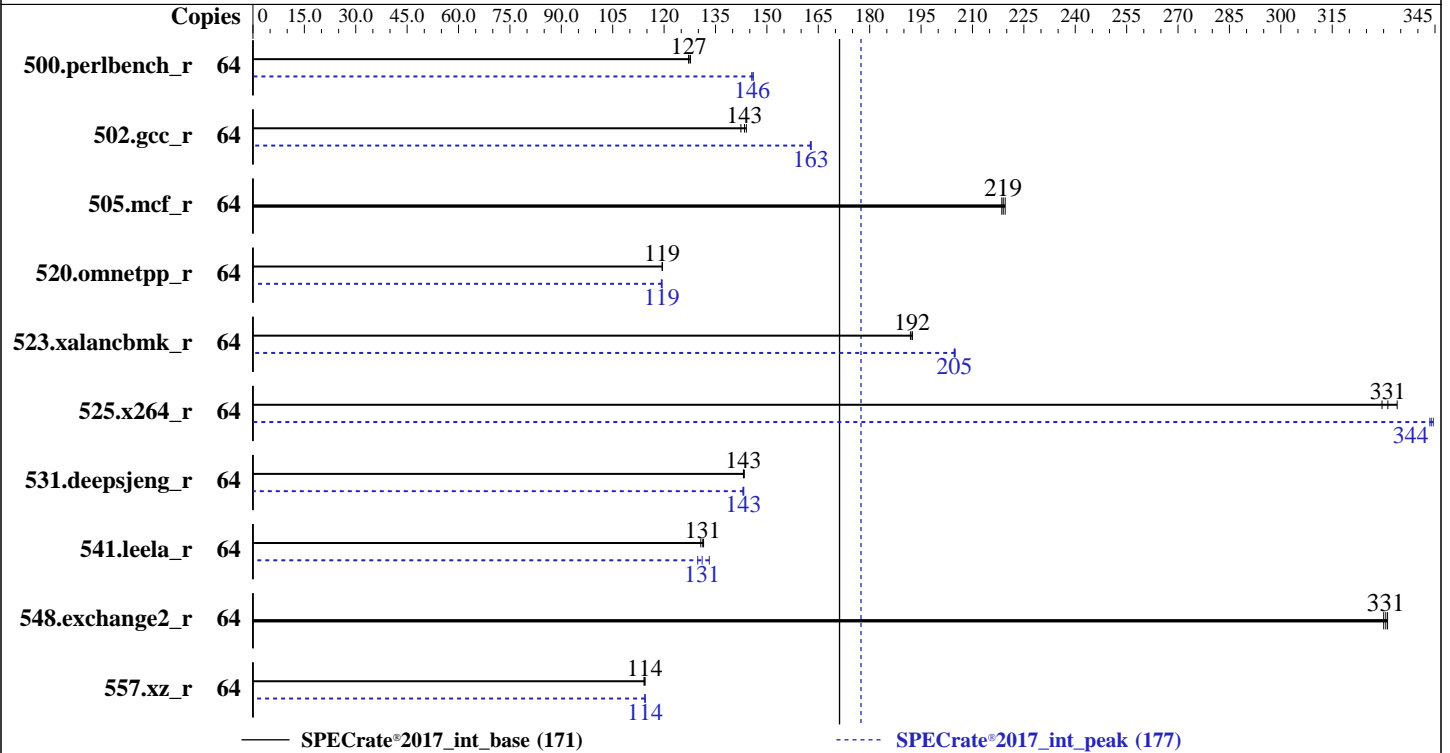 Copies 0 15.0 30.0 45.0 60.0 75.0 90.0 105 120 135 150 165 180 195 210 225 240 255 270 285 300 315 345
500.perlbench_r 64 127
146
502.gcc_r 64 143
163
505.mcf_r 64 219
520.omnetpp_r 64 119
119
523.xalancbmk_r 64 192
205
525.x264_r 64 331
344
531.deepsjeng_r 64 143
143
541.leela_r 64 131
131
548.exchange2_r 64 331
557.xz_r 64 114
114
SPECrate®2017_int_base (171) SPECrate®2017_int_peak (177)